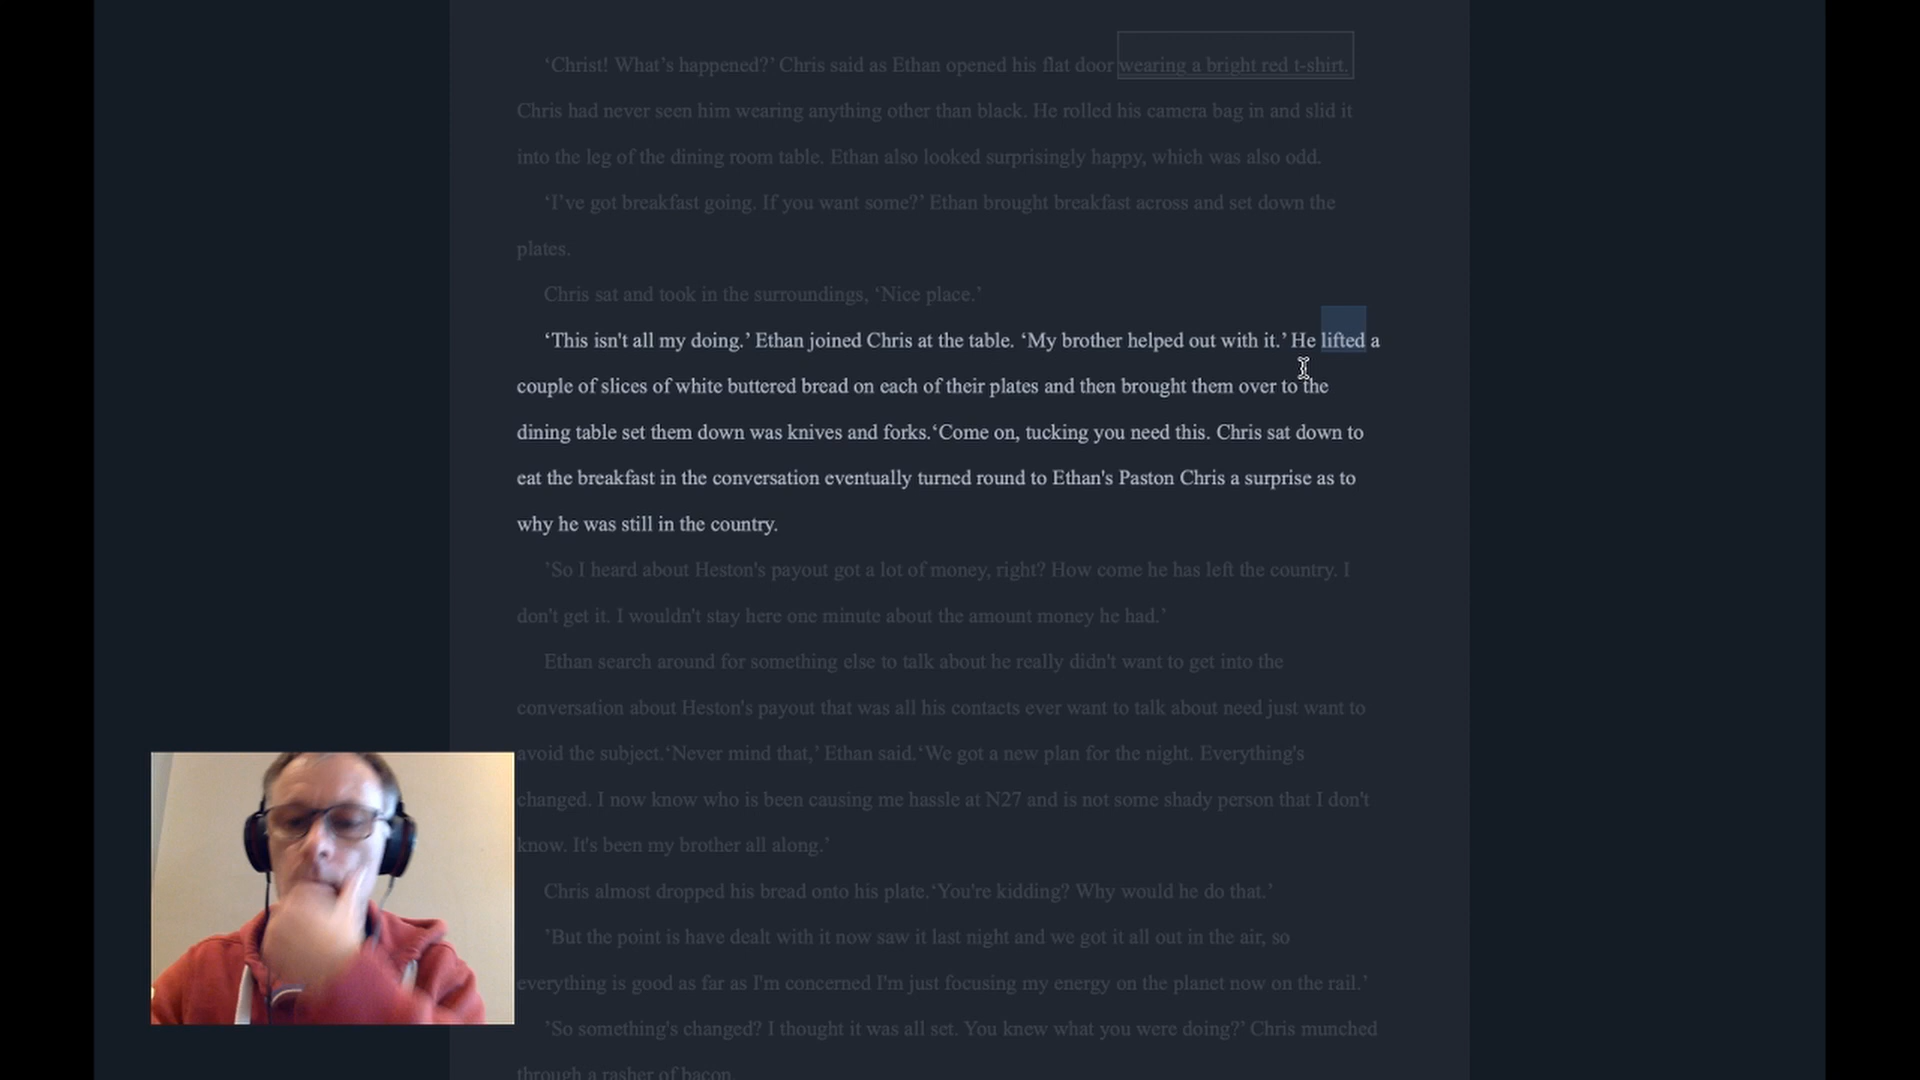 ‘Christ! What’s happened?’ Chris said as Ethan opened his flat door wearing a bright red t-shirt.
Chris had never seen him wearing anything other than black. He rolled his camera bag in and slid it
into the leg of the dining room table. Ethan also looked surprisingly happy, which was also odd.
‘I’ve got breakfast going. If you want some?’ Ethan brought breakfast across and set down the
plates.
Chris sat and took in the surroundings, ‘Nice place.’
‘This isn't all my doing.’ Ethan joined Chris at the table. ‘My brother helped out with it.’ He lifted a
couple of slices of white buttered bread on each of their plates and then brought them over to the
dining table set them down was knives and forks.‘Come on, tucking you need this. Chris sat down to
eat the breakfast in the conversation eventually turned round to Ethan's Paston Chris a surprise as to
why he was still in the country.
’So I heard about Heston's payout got a lot of money, right? How come he has left the country. I
don't get it. I wouldn't stay here one minute about the amount money he had.’
Ethan search around for something else to talk about he really didn't want to get into the
conversation about Heston's payout that was all his contacts ever want to talk about need just want to
avoid the subject.‘Never mind that,’ Ethan said.‘We got a new plan for the night. Everything's
changed. I now know who is been causing me hassle at N27 and is not some shady person that I don't
know. It's been my brother all along.’
Chris almost dropped his bread onto his plate.‘You're kidding? Why would he do that.’
’But the point is have dealt with it now saw it last night and we got it all out in the air, so
everything is good as far as I'm concerned I'm just focusing my energy on the planet now on the rail.’
’So something's changed? I thought it was all set. You knew what you were doing?’ Chris munched
through a rasher of bacon.